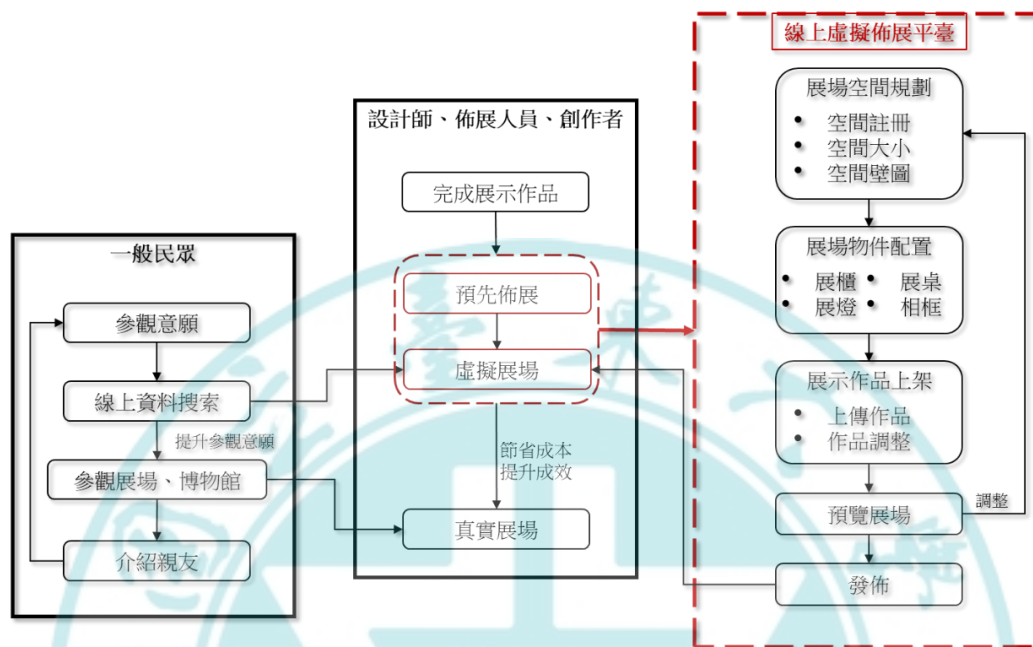 一般民眾
參觀意願
線上資料搜索
提升參觀意願
參觀展場、博物館
介紹親友
設計師、佈展人員、創作者
完成展示作品
預先佈展
虛擬展場
節省成本
提升成效
真實展場
線上虛擬佈展平臺
展場空間規劃
• 空間註冊
• 空間大小
• 空間壁圖
展場物件配置
• 展櫃 • 展桌
• 展燈 • 相框
展示作品上架
• 上傳作品
• 作品調整
預覽展場
調整
發佈